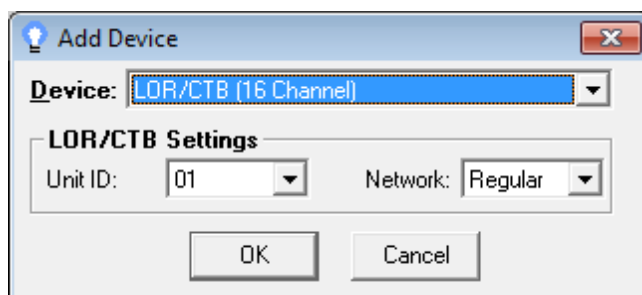 Add Device
Device: LOR/CTB (16 Channel)
LOR/CTB Settings
Unit ID: 01 Network: Regular
OK Cancel